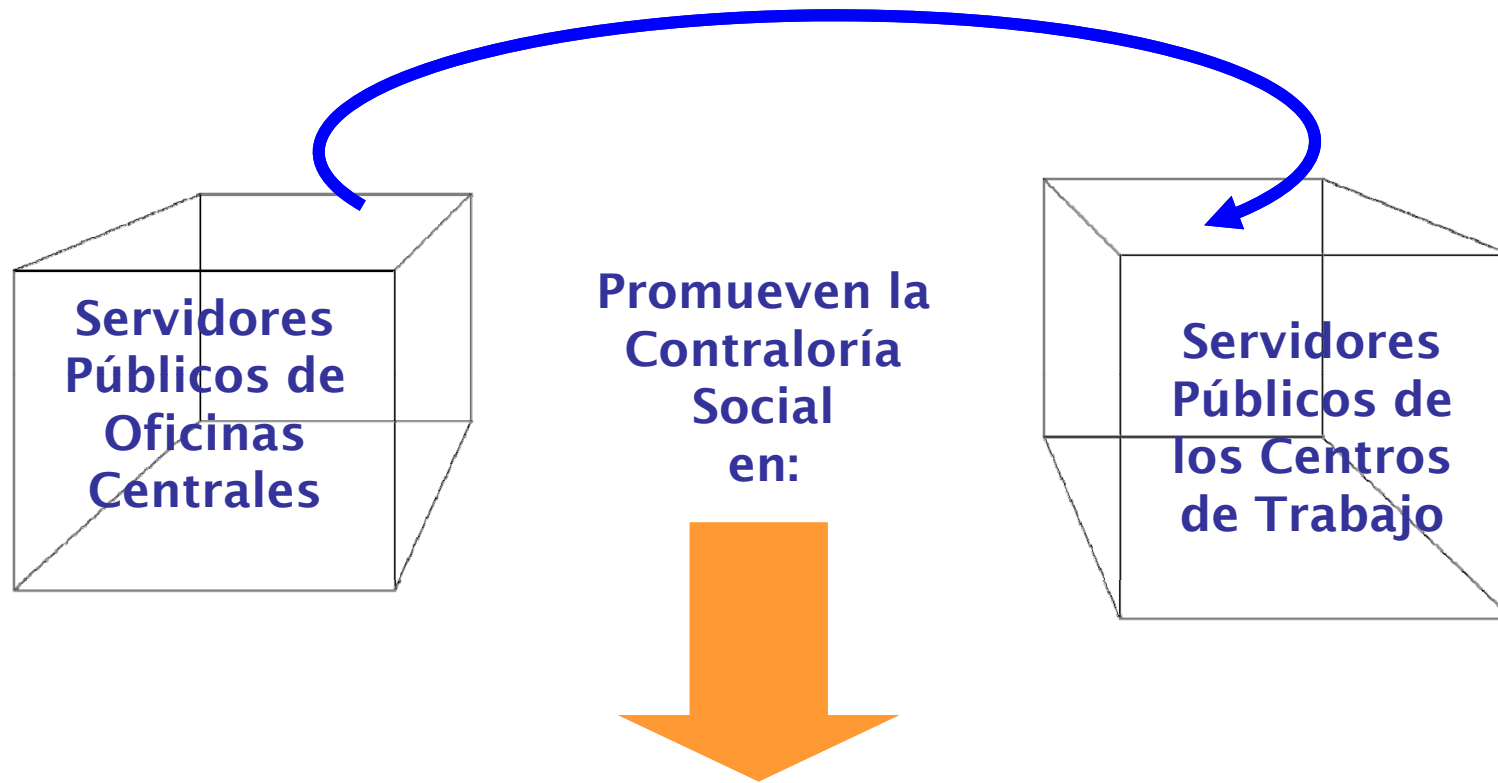 Servidores
Públicos de
Oficinas
Centrales
Promueven la
Contraloría
Social
en:
Servidores
Públicos de
los Centros
de Trabajo